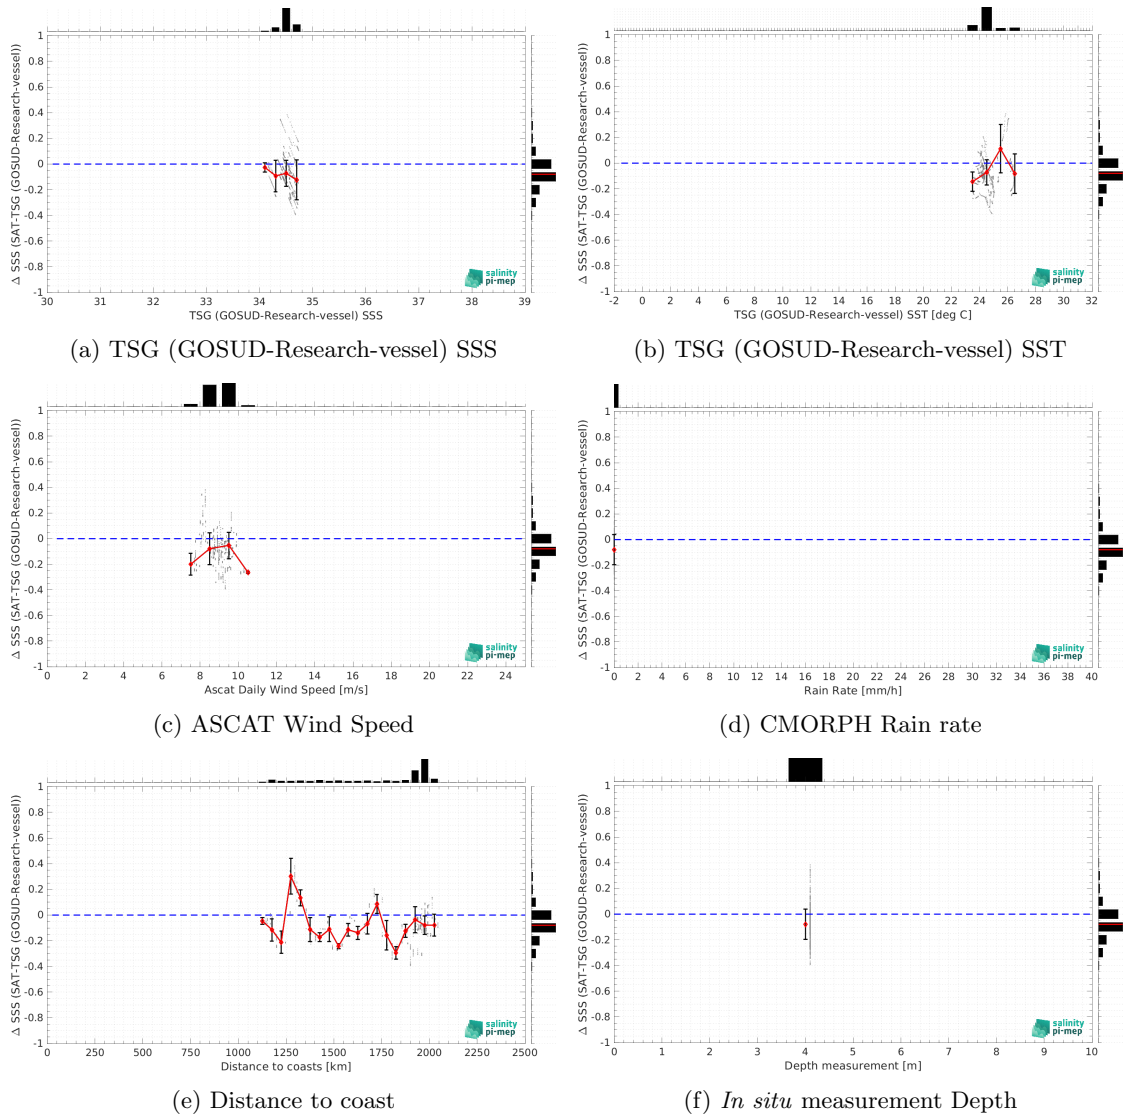 Δ SSS (SAT-TSG (GOSUD-Research-vessel))
1
0.8
0.6
0.4
0.2
0
-0.2
-0.4
-0.6
-0.8
-1
salinity
pi-mep
30 31 32 33 34 35 36 37 38 39
TSG (GOSUD-Research-vessel) SSS
(a) TSG (GOSUD-Research-vessel) SSS
Δ SSS (SAT-TSG (GOSUD-Research-vessel))
1
0.8
0.6
0.4
0.2
0
-0.2
-0.4
-0.6
-0.8
-1
salinity
pi-mep
-2 0 2 4 6 8 10 12 14 16 18 20 22 24 26 28 30 32
TSG (GOSUD-Research-vessel) SST [deg C]
(b) TSG (GOSUD-Research-vessel) SST
Δ SSS (SAT-TSG (GOSUD-Research-vessel))
1
0.8
0.6
0.4
0.2
0
-0.2
-0.4
-0.6
-0.8
-1
salinity
pi-mep
0 2 4 6 8 10 12 14 16 18 20 22 24
Ascat Daily Wind Speed [m/s]
(c) ASCAT Wind Speed
Δ SSS (SAT-TSG (GOSUD-Research-vessel))
1
0.8
0.6
0.4
0.2
0
-0.2
-0.4
-0.6
-0.8
-1
salinity
pi-mep
0 2 4 6 8 10 12 14 16 18 20 22 24 26 28 30 32 34 36 38 40
Rain Rate [mm/h]
(d) CMORPH Rain rate
Δ SSS (SAT-TSG (GOSUD-Research-vessel))
1
0.8
0.6
0.4
0.2
0
-0.2
-0.4
-0.6
-0.8
-1
salinity
pi-mep
0 250 500 750 1000 1250 1500 1750 2000 2250 2500
Distance to coasts [km]
(e) Distance to coast
Δ SSS (SAT-TSG (GOSUD-Research-vessel))
1
0.8
0.6
0.4
0.2
0
-0.2
-0.4
-0.6
-0.8
-1
salinity
pi-mep
0 1 2 3 4 5 6 7 8 9 10
Depth measurement [m]
(f) In situ measurement Depth